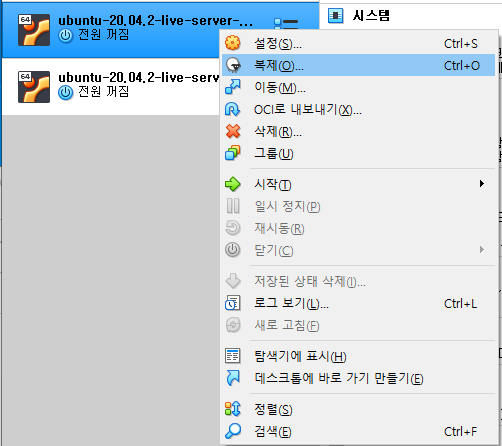 ubuntu-20.04.2-live-server-...
64
전원 꺼짐
시스템
ubuntu-20.04.2-live-serv
64
전원 꺼짐
설정(S)... Ctrl+S
복제(O)... Ctrl+O
이동(M)...
OCI로 내보내기(X)...
삭제(R)...
그룹(U)
시작(T)
일시 정지(P)
재시동(R)
닫기(C)
저장된 상태 삭제(I)...
로그 보기(L)... Ctrl+L
새로 고침(F)
탐색기에 표시(H)
데스크톱에 바로 가기 만들기(E)
정렬(S)
검색(E) Ctrl+F